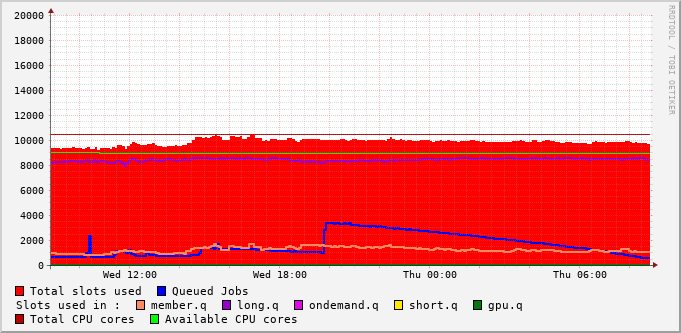 20000
18000
16000
14000
12000
10000
8000
6000
4000
2000
0
Wed 12:00 Wed 18:00 Thu 00:00 Thu 06:00
RRDTOOL / TOBI OETIKER
Total slots used Queued Jobs
Slots used in : member.q long.q ondemand.q short.q gpu.q
Total CPU cores Available CPU cores